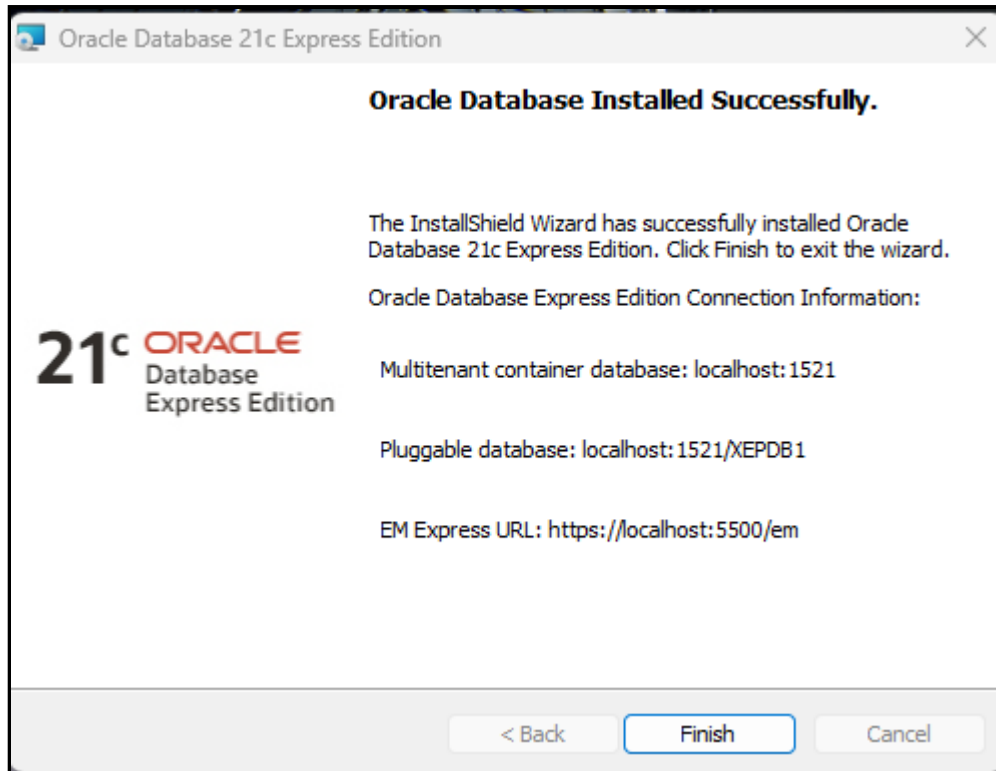 Oracle Database 21c Express Edition
Oracle Database Installed Successfully.
The InstallShield Wizard has successfully installed Oracle
Database 21c Express Edition. Click Finish to exit the wizard.
Oracle Database Express Edition Connection Information:
21c ORACLE
Database
Express Edition
Multitenant container database: localhost:1521
Pluggable database: localhost:1521/XEPDB1
EM Express URL: https://localhost:5500/em
< Back Finish Cancel